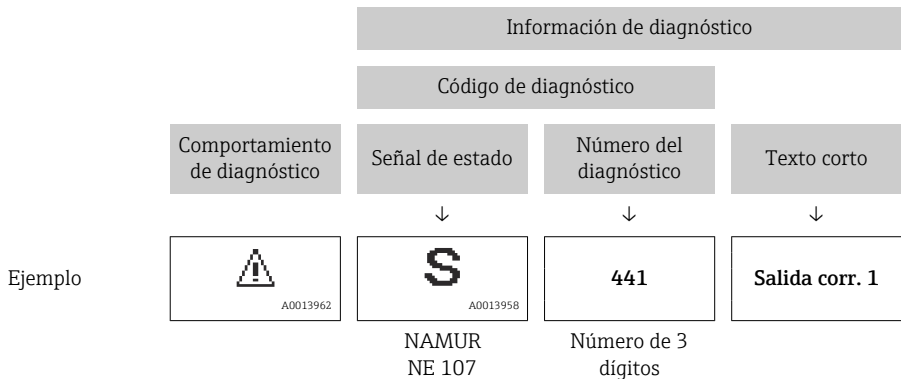 Información de diagnóstico
Código de diagnóstico
Comportamiento
de diagnóstico
Señal de estado
Número del
diagnóstico
Texto corto
↓ ↓ ↓
Ejemplo
⚠
A0013962
S
A0013958
441
Salida corr. 1
NAMUR
NE 107
Número de 3
dígitos